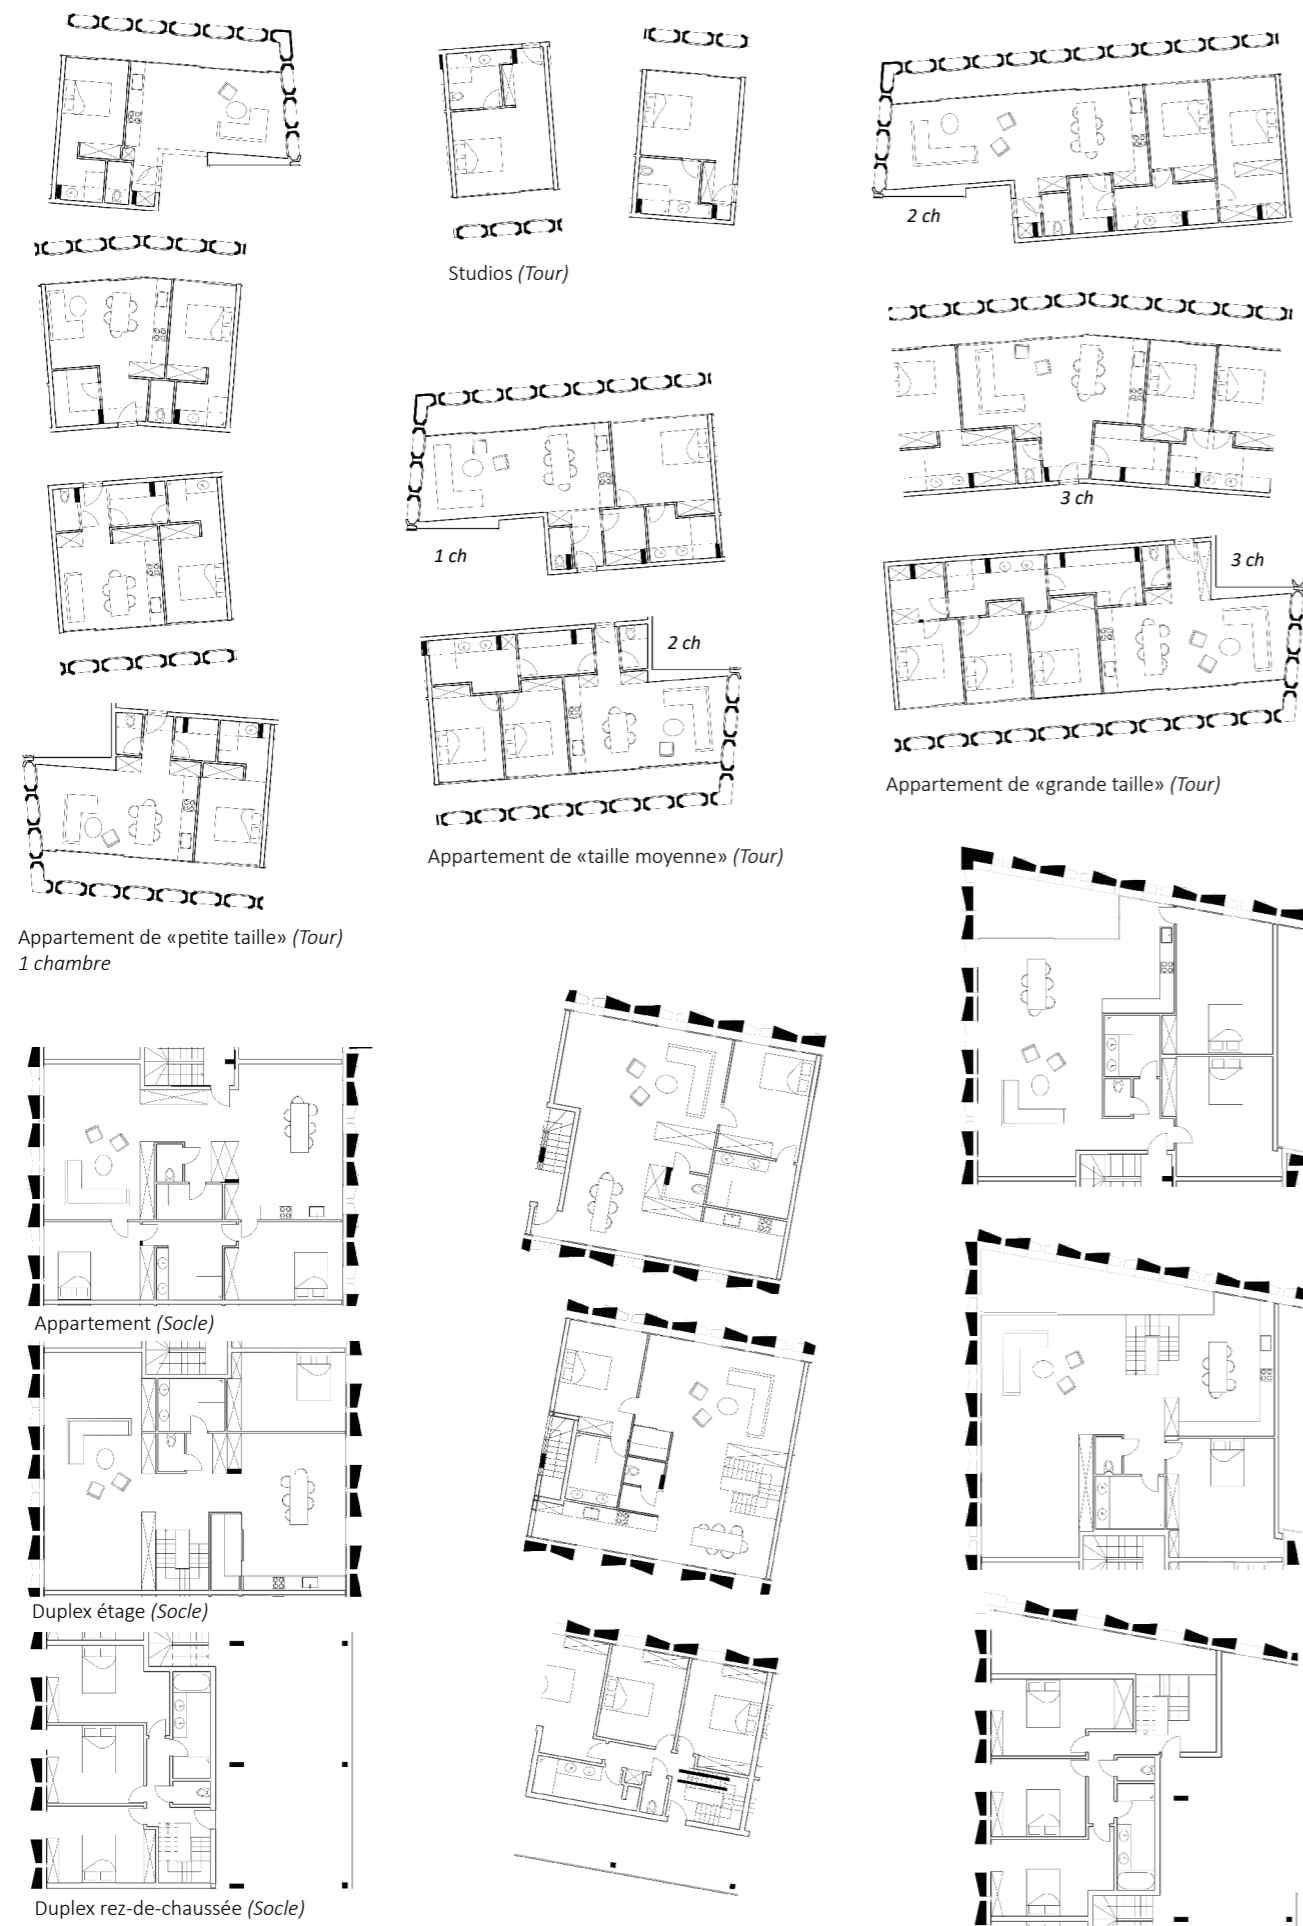 Studios (Tour)
2 ch
3 ch
1 ch
3 ch
2 ch
Appartement de «grande taille» (Tour)
Appartement de «taille moyenne» (Tour)
Appartement de «petite taille» (Tour)
1 chambre
Appartement (Socle)
Duplex étage (Socle)
Duplex rez-de-chaussée (Socle)